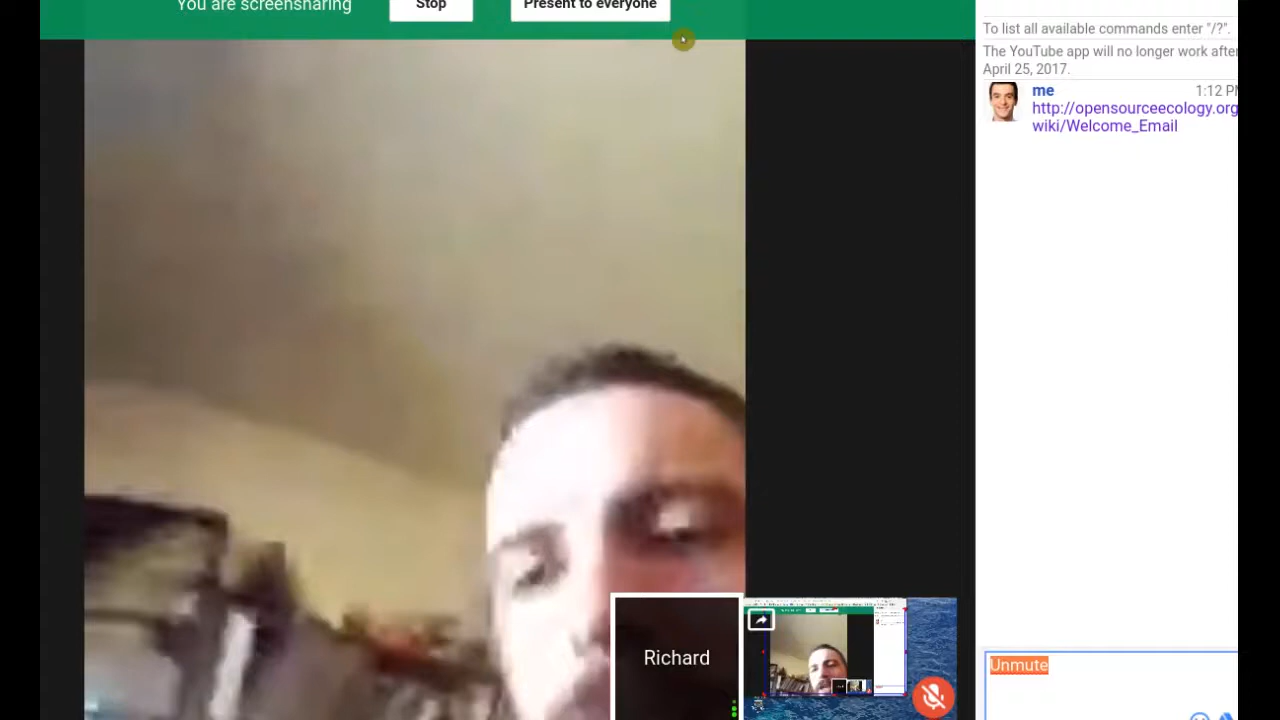 You are screensharing
Stop
Present to everyone
To list all available commands enter "/?".
The YouTube app will no longer work after
April 25, 2017.
me
1:12 PM
http://opensourceecology.org
wiki/Welcome_Email
Richard
Unmute